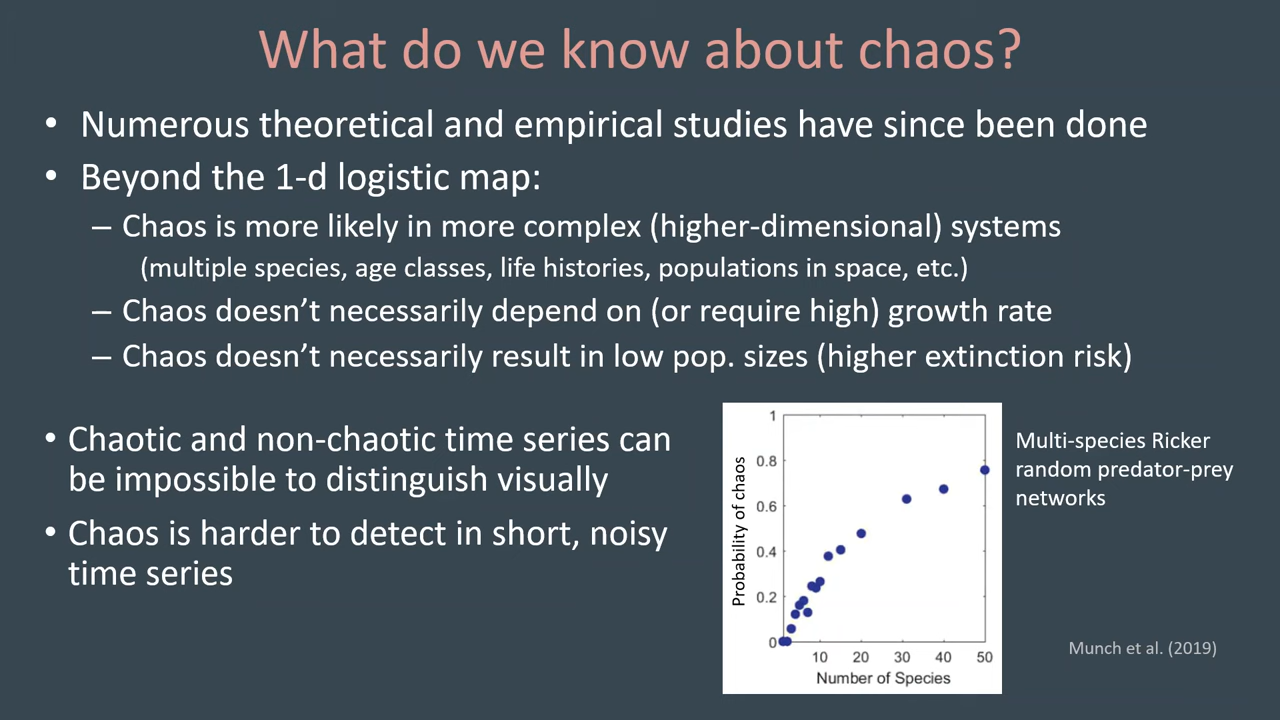 What do we know about chaos?
• Numerous theoretical and empirical studies have since been done
• Beyond the 1-d logistic map:
– Chaos is more likely in more complex (higher-dimensional) systems
(multiple species, age classes, life histories, populations in space, etc.)
– Chaos doesn’t necessarily depend on (or require high) growth rate
– Chaos doesn’t necessarily result in low pop. sizes (higher extinction risk)
• Chaotic and non-chaotic time series can
be impossible to distinguish visually
• Chaos is harder to detect in short, noisy
time series
Probability of chaos
1
0.8
0.6
0.4
0.2
0
10 20 30 40 50
Number of Species
Multi-species Ricker
random predator-prey
networks
Munch et al. (2019)